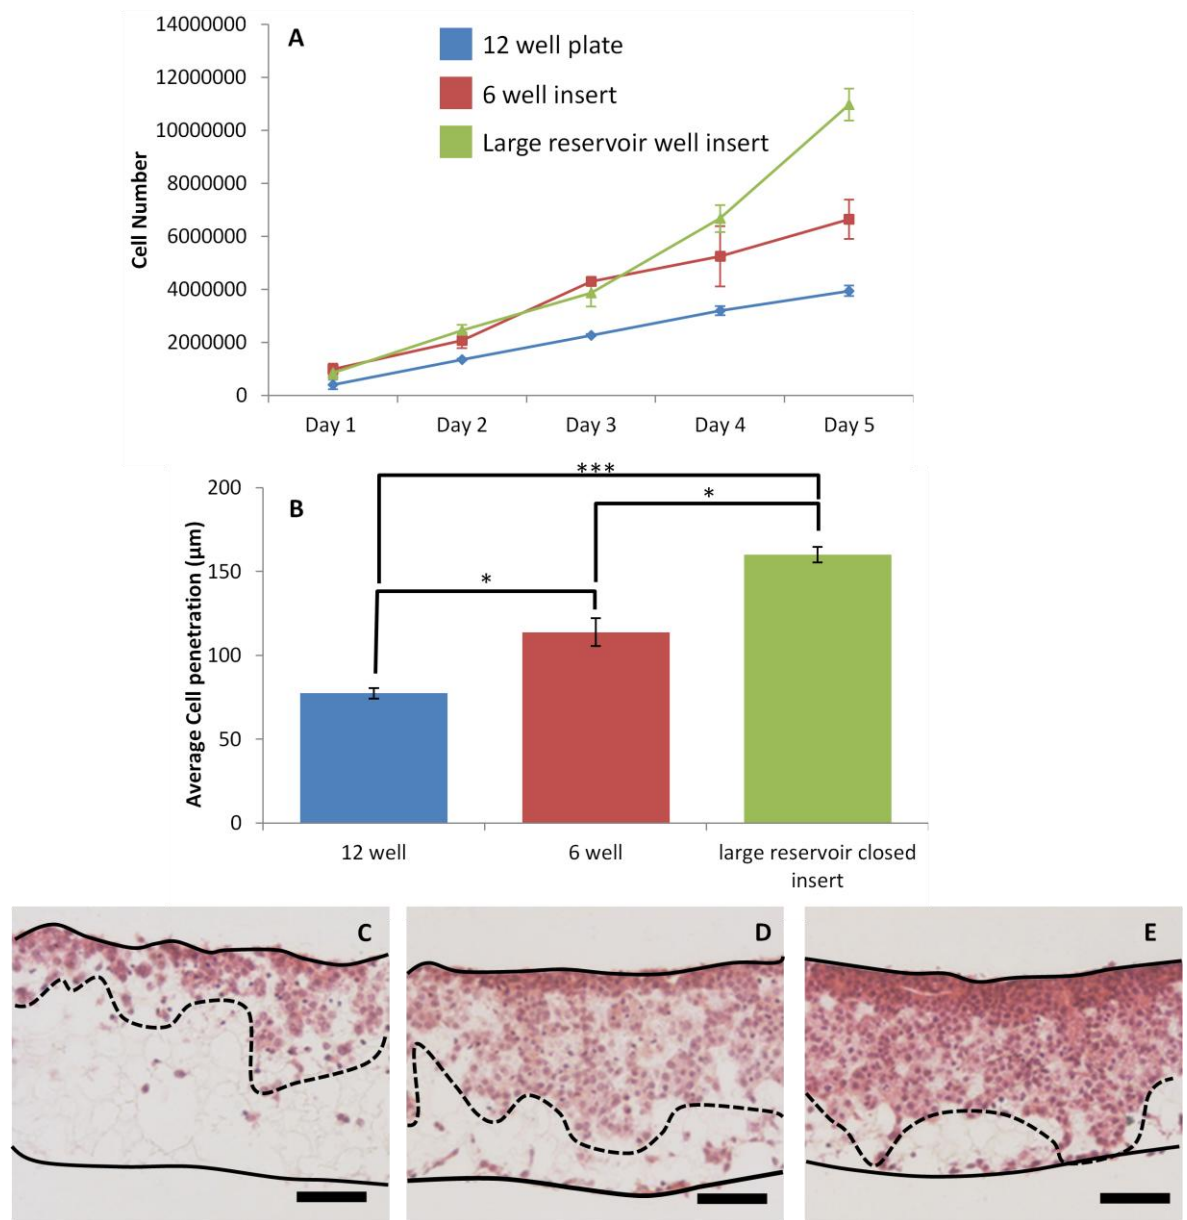 14000000
12000000
10000000
8000000
6000000
4000000
2000000
0
Cell Number
A
12 well plate
6 well insert
Large reservoir well insert
Day 1 Day 2 Day 3 Day 4 Day 5
200
150
100
50
0
Average Cell penetration (µm)
B
***
*
*
12 well 6 well large reservoir closed
insert
C D E